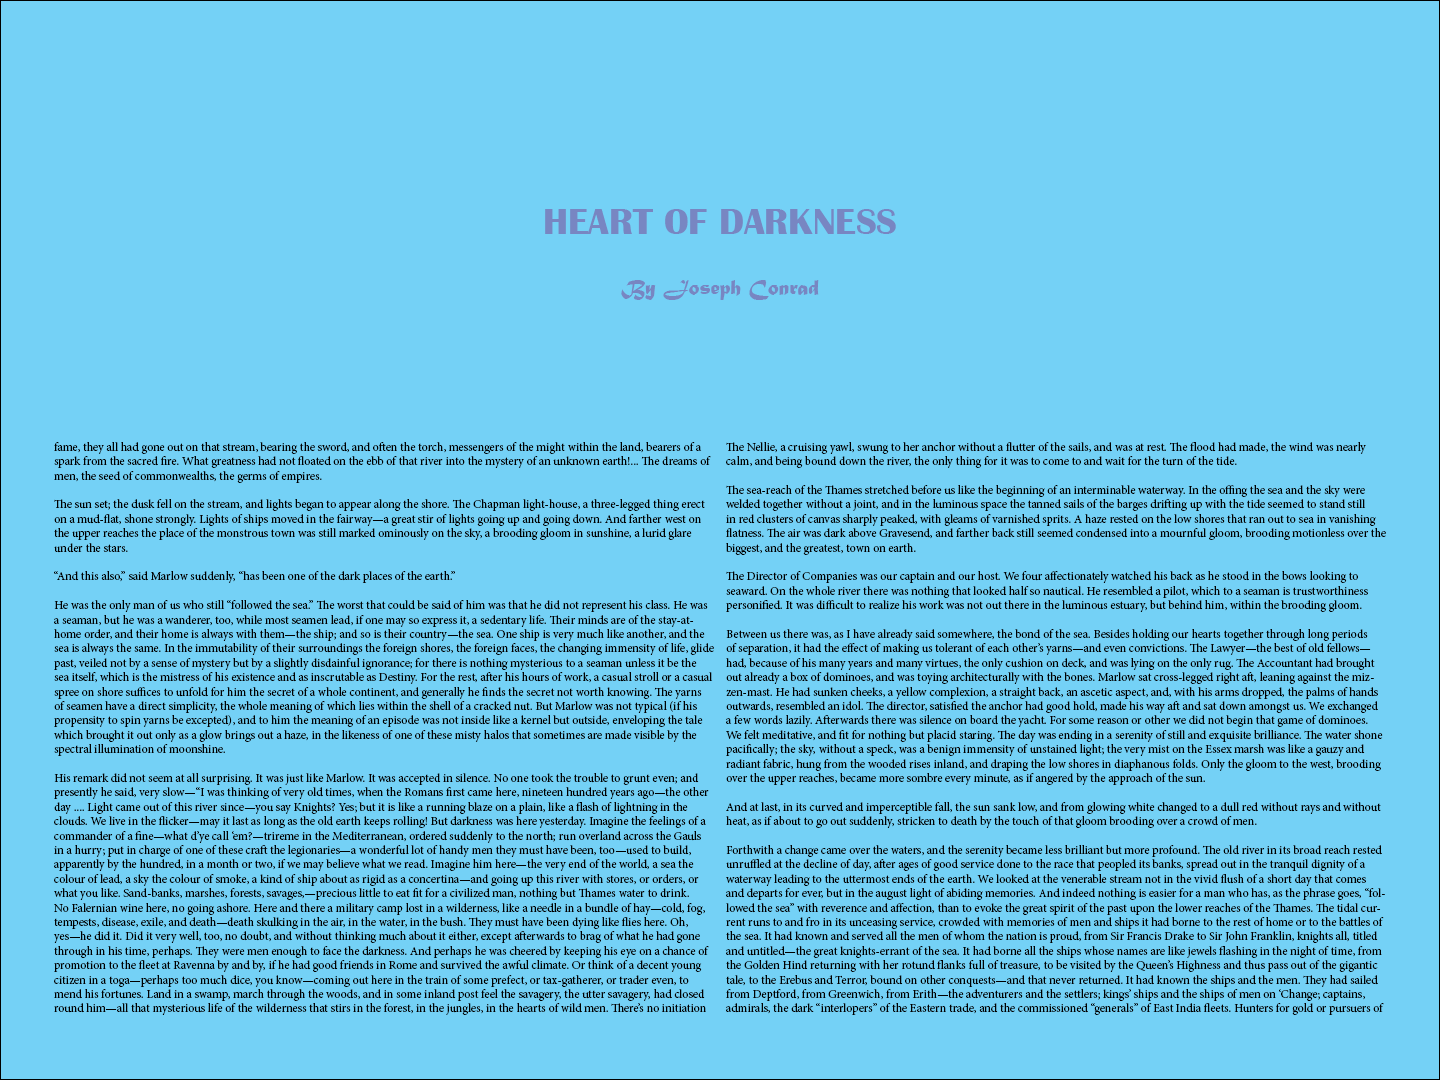 HEART OF DARKNESS
By Joseph Conrad
The Nellie, a cruising yawl, swung to her anchor without a flutter of the sails, and was at rest. The flood had made, the wind was nearly
calm, and being bound down the river, the only thing for it was to come to and wait for the turn of the tide.
The sea-reach of the Thames stretched before us like the beginning of an interminable waterway. In the offing the sea and the sky were
welded together without a joint, and in the luminous space the tanned sails of the barges drifting up with the tide seemed to stand still
in red clusters of canvas sharply peaked, with gleams of varnished sprits. A haze rested on the low shores that ran out to sea in vanishing
flatness. The air was dark above Gravesend, and farther back still seemed condensed into a mournful gloom, brooding motionless over the
biggest, and the greatest, town on earth.
The Director of Companies was our captain and our host. We four affectionately watched his back as he stood in the bows looking to
seaward. On the whole river there was nothing that looked half so nautical. He resembled a pilot, which to a seaman is trustworthiness
personified. It was difficult to realize his work was not out there in the luminous estuary, but behind him, within the brooding gloom.
Between us there was, as I have already said somewhere, the bond of the sea. Besides holding our hearts together through long periods
of separation, it had the effect of making us tolerant of each other’s yarns—and even convictions. The Lawyer—the best of old fellows—
had, because of his many years and many virtues, the only cushion on deck, and was lying on the only rug. The Accountant had brought
out already a box of dominoes, and was toying architecturally with the bones. Marlow sat cross-legged right aft, leaning against the miz-
zen-mast. He had sunken cheeks, a yellow complexion, a straight back, an ascetic aspect, and, with his arms dropped, the palms of hands
outwards, resembled an idol. The director, satisfied the anchor had good hold, made his way aft and sat down amongst us. We exchanged
a few words lazily. Afterwards there was silence on board the yacht. For some reason or other we did not begin that game of dominoes.
We felt meditative, and fit for nothing but placid staring. The day was ending in a serenity of still and exquisite brilliance. The water shone
pacifically; the sky, without a speck, was a benign immensity of unstained light; the very mist on the Essex marsh was like a gauzy and
radiant fabric, hung from the wooded rises inland, and draping the low shores in diaphanous folds. Only the gloom to the west, brooding
over the upper reaches, became more sombre every minute, as if angered by the approach of the sun.
And at last, in its curved and imperceptible fall, the sun sank low, and from glowing white changed to a dull red without rays and without
heat, as if about to go out suddenly, stricken to death by the touch of that gloom brooding over a crowd of men.
Forthwith a change came over the waters, and the serenity became less brilliant but more profound. The old river in its broad reach rested
unruffled at the decline of day, after ages of good service done to the race that peopled its banks, spread out in the tranquil dignity of a
waterway leading to the uttermost ends of the earth. We looked at the venerable stream not in the vivid flush of a short day that comes
and departs for ever, but in the august light of abiding memories. And indeed nothing is easier for a man who has, as the phrase goes, “fol-
lowed the sea” with reverence and affection, than to evoke the great spirit of the past upon the lower reaches of the Thames. The tidal cur-
rent runs to and fro in its unceasing service, crowded with memories of men and ships it had borne to the rest of home or to the battles of
the sea. It had known and served all the men of whom the nation is proud, from Sir Francis Drake to Sir John Franklin, knights all, titled
and untitled—the great knights-errant of the sea. It had borne all the ships whose names are like jewels flashing in the night of time, from
the Golden Hind returning with her rotund flanks full of treasure, to be visited by the Queen’s Highness and thus pass out of the gigantic
tale, to the Erebus and Terror, bound on other conquests—and that never returned. It had known the ships and the men. They had sailed
from Deptford, from Greenwich, from Erith—the adventurers and the settlers; kings’ ships and the ships of men on ‘Change; captains,
admirals, the dark “interlopers” of the Eastern trade, and the commissioned “generals” of East India fleets. Hunters for gold or pursuers of
fame, they all had gone out on that stream, bearing the sword, and often the torch, messengers of the might within the land, bearers of a
spark from the sacred fire. What greatness had not floated on the ebb of that river into the mystery of an unknown earth!... The dreams of
men, the seed of commonwealths, the germs of empires.
The sun set; the dusk fell on the stream, and lights began to appear along the shore. The Chapman light-house, a three-legged thing erect
on a mud-flat, shone strongly. Lights of ships moved in the fairway—a great stir of lights going up and going down. And farther west on
the upper reaches the place of the monstrous town was still marked ominously on the sky, a brooding gloom in sunshine, a lurid glare
under the stars.
“And this also,” said Marlow suddenly, “has been one of the dark places of the earth.”
He was the only man of us who still “followed the sea.” The worst that could be said of him was that he did not represent his class. He was
a seaman, but he was a wanderer, too, while most seamen lead, if one may so express it, a sedentary life. Their minds are of the stay-at-
home order, and their home is always with them—the ship; and so is their country—the sea. One ship is very much like another, and the
sea is always the same. In the immutability of their surroundings the foreign shores, the foreign faces, the changing immensity of life, glide
past, veiled not by a sense of mystery but by a slightly disdainful ignorance; for there is nothing mysterious to a seaman unless it be the
sea itself, which is the mistress of his existence and as inscrutable as Destiny. For the rest, after his hours of work, a casual stroll or a casual
spree on shore suffices to unfold for him the secret of a whole continent, and generally he finds the secret not worth knowing. The yarns
of seamen have a direct simplicity, the whole meaning of which lies within the shell of a cracked nut. But Marlow was not typical (if his
propensity to spin yarns be excepted), and to him the meaning of an episode was not inside like a kernel but outside, enveloping the tale
which brought it out only as a glow brings out a haze, in the likeness of one of these misty halos that sometimes are made visible by the
spectral illumination of moonshine.
His remark did not seem at all surprising. It was just like Marlow. It was accepted in silence. No one took the trouble to grunt even; and
presently he said, very slow—“I was thinking of very old times, when the Romans first came here, nineteen hundred years ago—the other
day .... Light came out of this river since—you say Knights? Yes; but it is like a running blaze on a plain, like a flash of lightning in the
clouds. We live in the flicker—may it last as long as the old earth keeps rolling! But darkness was here yesterday. Imagine the feelings of a
commander of a fine—what d’ye call ‘em?—trireme in the Mediterranean, ordered suddenly to the north; run overland across the Gauls
in a hurry; put in charge of one of these craft the legionaries—a wonderful lot of handy men they must have been, too—used to build,
apparently by the hundred, in a month or two, if we may believe what we read. Imagine him here—the very end of the world, a sea the
colour of lead, a sky the colour of smoke, a kind of ship about as rigid as a concertina—and going up this river with stores, or orders, or
what you like. Sand-banks, marshes, forests, savages,—precious little to eat fit for a civilized man, nothing but Thames water to drink.
No Falernian wine here, no going ashore. Here and there a military camp lost in a wilderness, like a needle in a bundle of hay—cold, fog,
tempests, disease, exile, and death—death skulking in the air, in the water, in the bush. They must have been dying like flies here. Oh,
yes—he did it. Did it very well, too, no doubt, and without thinking much about it either, except afterwards to brag of what he had gone
through in his time, perhaps. They were men enough to face the darkness. And perhaps he was cheered by keeping his eye on a chance of
promotion to the fleet at Ravenna by and by, if he had good friends in Rome and survived the awful climate. Or think of a decent young
citizen in a toga—perhaps too much dice, you know—coming out here in the train of some prefect, or tax-gatherer, or trader even, to
mend his fortunes. Land in a swamp, march through the woods, and in some inland post feel the savagery, the utter savagery, had closed
round him—all that mysterious life of the wilderness that stirs in the forest, in the jungles, in the hearts of wild men. There’s no initiation